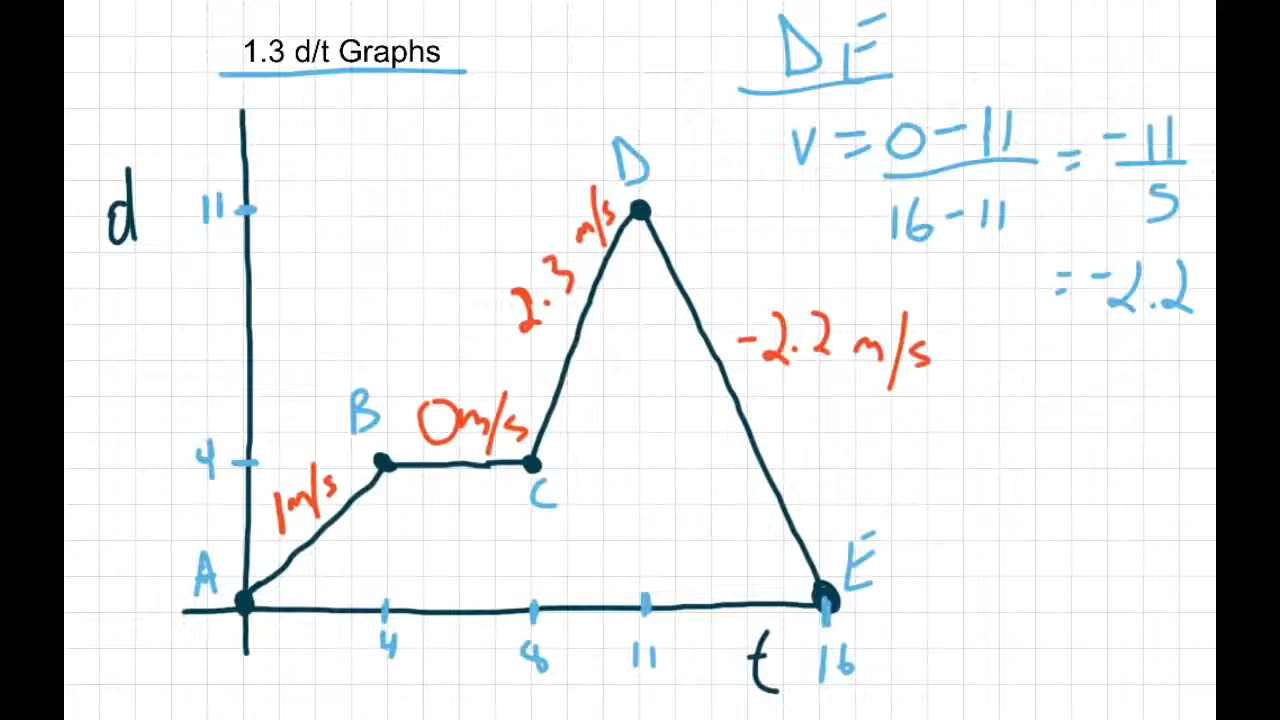 1.3 d/t Graphs
DE
v = 0 - 11 = -11
16 - 11 5
= -2.2
d
11
D
2.3 m/s
-2.2 m/s
B
0m/s
4
C
1m/s
A
E
4 8 11 16
t